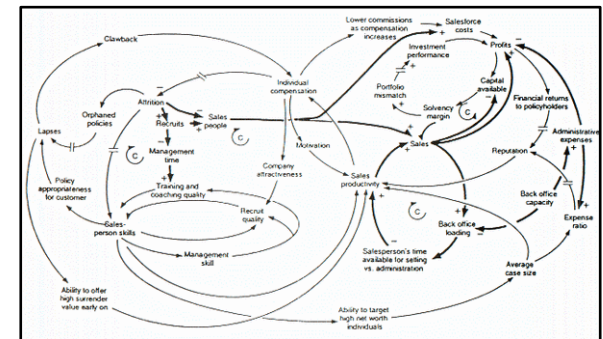 Clawback
Lower commissions
as compensation
increases
Salesforce
costs
Investment
performance
Profits
Individual
compensation
Portfolio
mismatch
Capital
available
Attrition
Orphaned
policies
Recruits
Sales
people
Solvency
margin
Financial returns
to policyholders
Lapses
Management
time
Motivation
Sales
Reputation
Administrative
expenses
Company
attractiveness
Policy
appropriateness
for customer
Training and
coaching quality
Sales
productivity
Back office
capacity
Recruit
quality
Sales-
person skills
Back office
loading
Expense
ratio
Management
skill
Salesperson's time
available for selling
vs. administration
Average
case size
Ability to offer
high surrender
value early on
Ability to target
high net worth
individuals